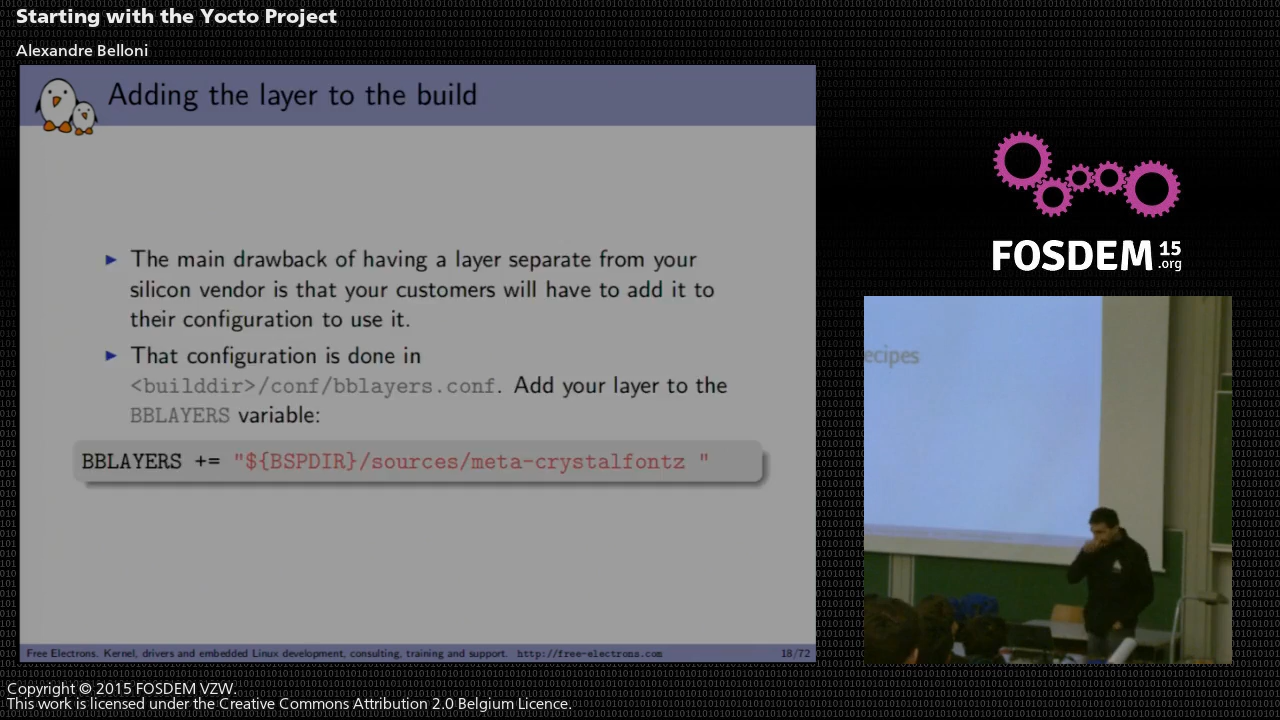 Starting with the Yocto Project
Alexandre Belloni
Adding the layer to the build
The main drawback of having a layer separate from your
silicon vendor is that your customers will have to add it to
their configuration to use it.
That configuration is done in
<builddir>/conf/bblayers.conf. Add your layer to the
BBLAYERS variable:
BBLAYERS += "${BSPDIR}/sources/meta-crystalfontz "
Free Electrons. Kernel, drivers and embedded Linux development, consulting, training and support. http://free-electrons.com 18/72
FOSDEM 15
.org
ecipes
Copyright © 2015 FOSDEM VZW.
This work is licensed under the Creative Commons Attribution 2.0 Belgium Licence.